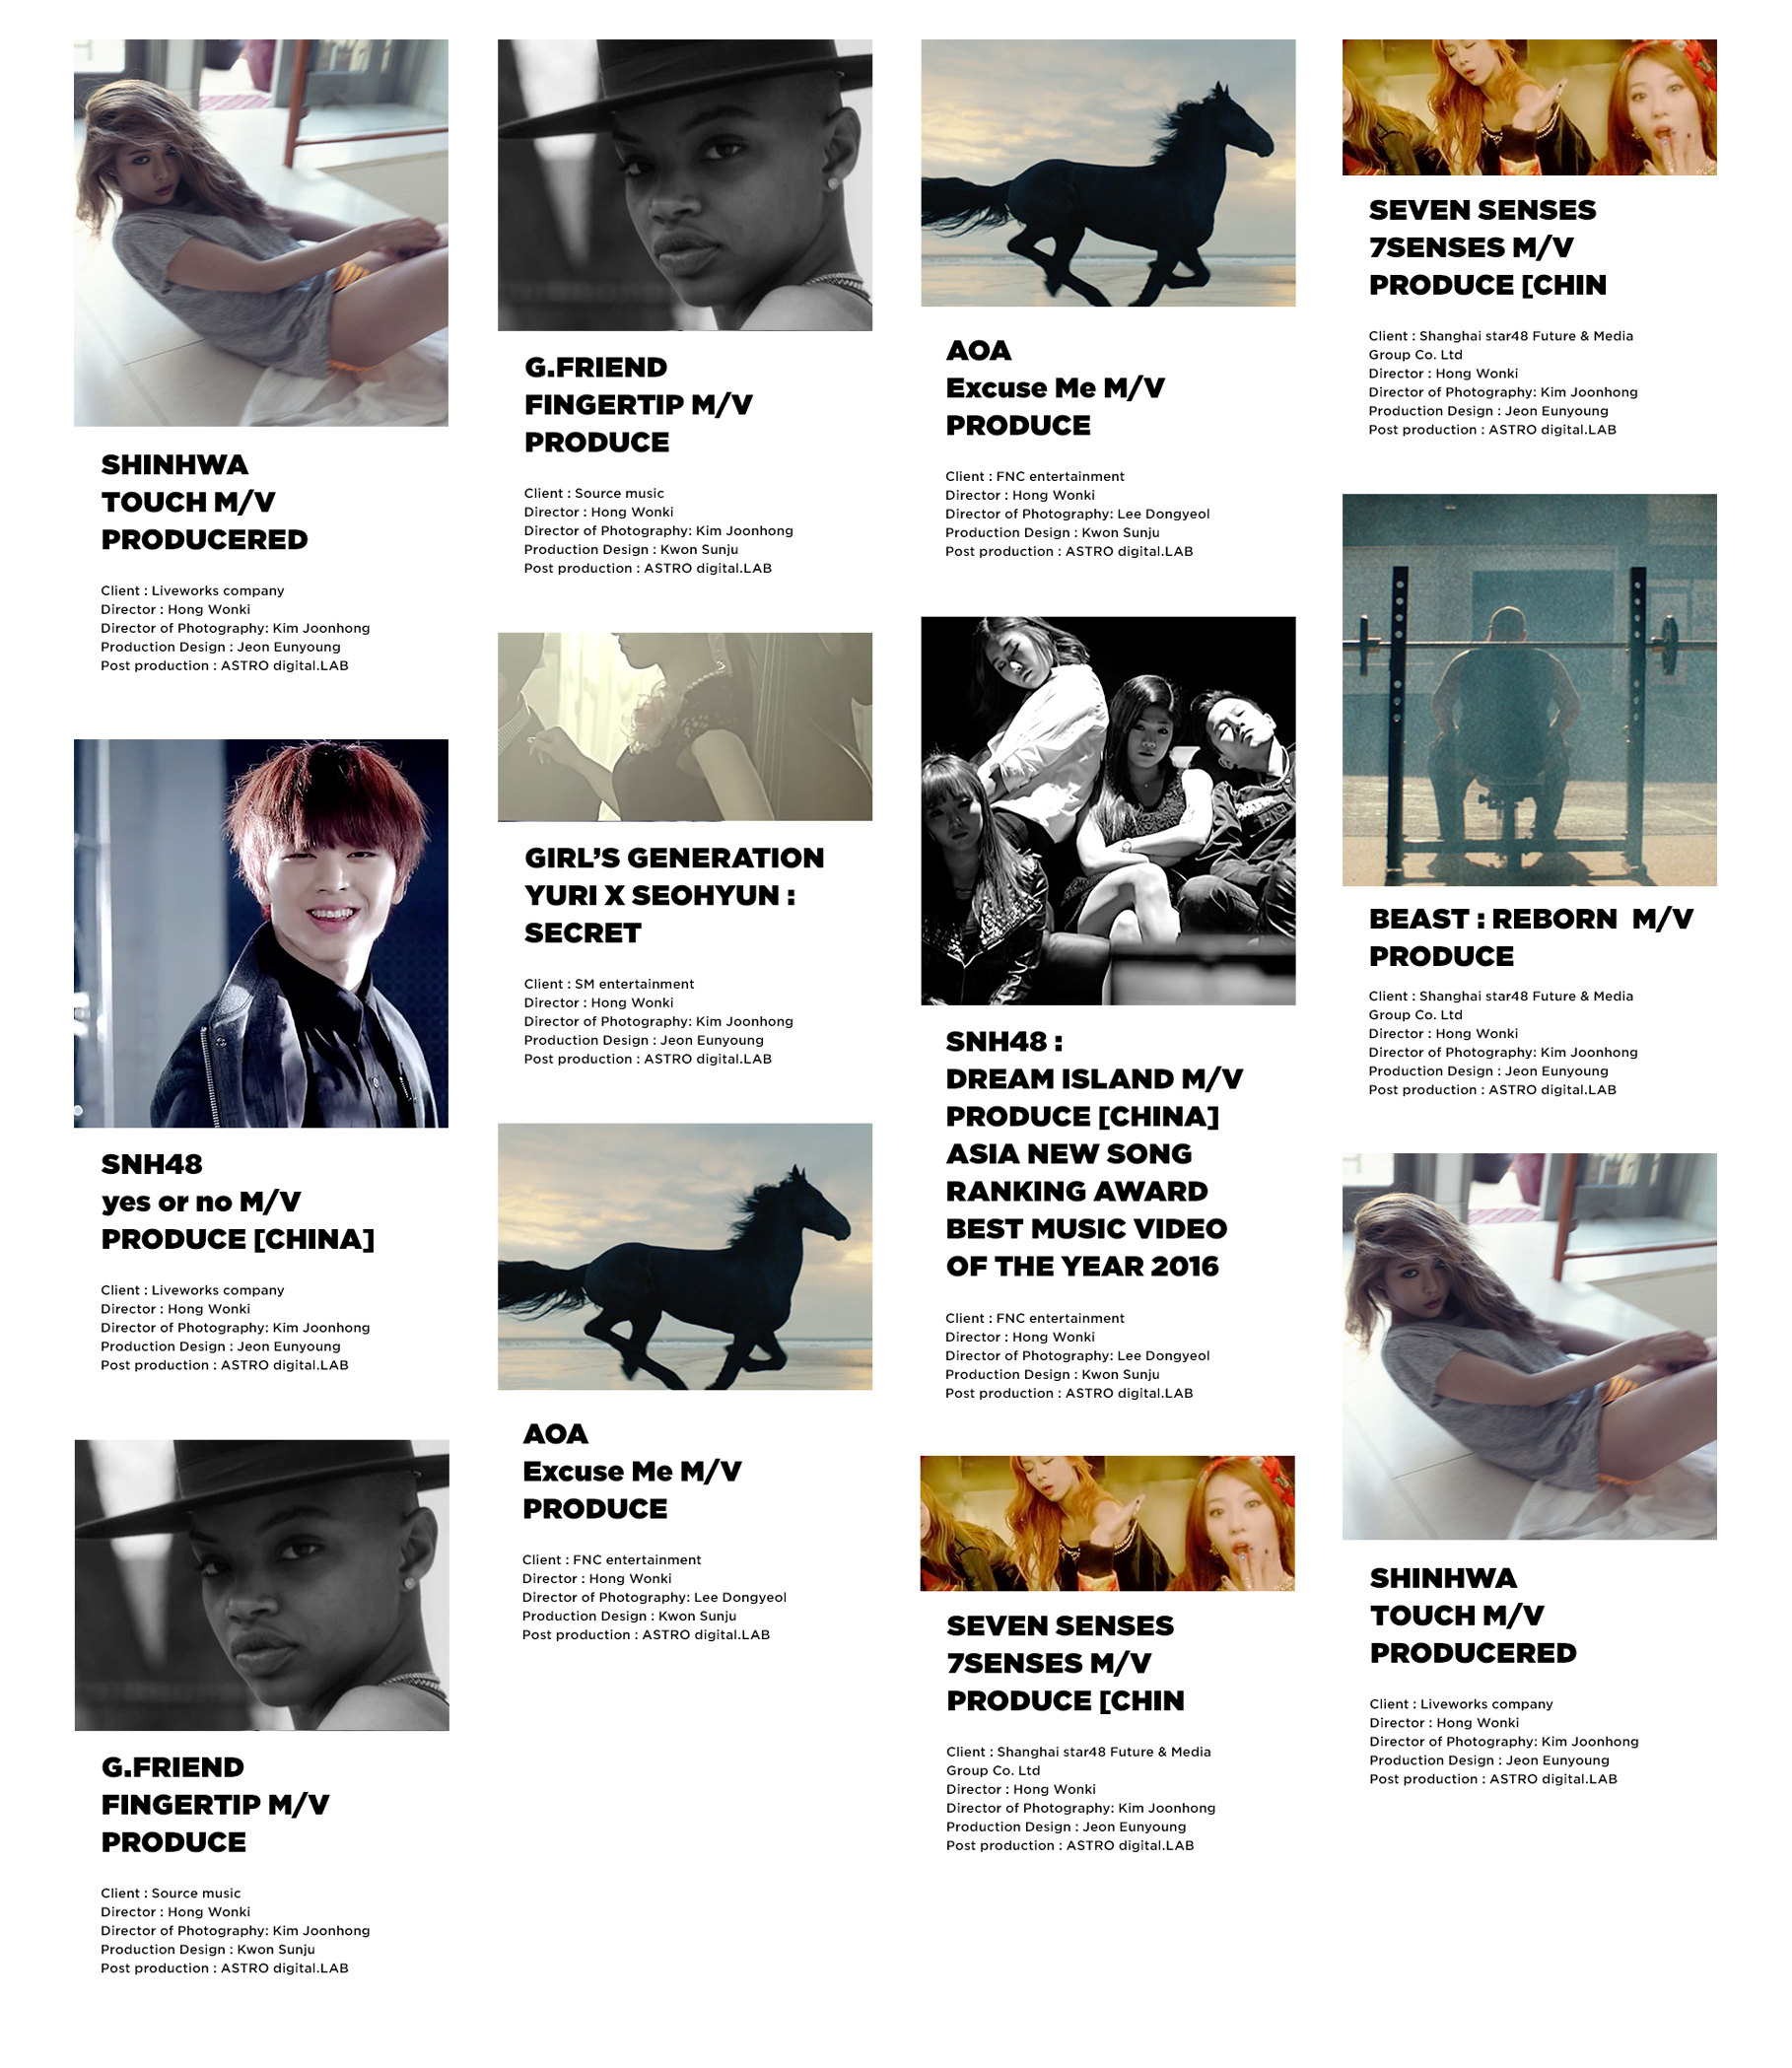 SHINHWA
TOUCH M/V
PRODUCERED
Client : Liveworks company
Director : Hong Wonki
Director of Photography: Kim Joonhong
Production Design : Jeon Eunyoung
Post production : ASTRO digital.LAB
SNH48
yes or no M/V
PRODUCE [CHINA]
Client : Liveworks company
Director : Hong Wonki
Director of Photography: Kim Joonhong
Production Design : Jeon Eunyoung
Post production : ASTRO digital.LAB
G.FRIEND
FINGERTIP M/V
PRODUCE
Client : Source music
Director : Hong Wonki
Director of Photography: Kim Joonhong
Production Design : Kwon Sunju
Post production : ASTRO digital.LAB
G.FRIEND
FINGERTIP M/V
PRODUCE
Client : Source music
Director : Hong Wonki
Director of Photography: Kim Joonhong
Production Design : Kwon Sunju
Post production : ASTRO digital.LAB
GIRL’S GENERATION
YURI X SEOHYUN :
SECRET
Client : SM entertainment
Director : Hong Wonki
Director of Photography: Kim Joonhong
Production Design : Jeon Eunyoung
Post production : ASTRO digital.LAB
AOA
Excuse Me M/V
PRODUCE
Client : FNC entertainment
Director : Hong Wonki
Director of Photography: Lee Dongyeol
Production Design : Kwon Sunju
Post production : ASTRO digital.LAB
AOA
Excuse Me M/V
PRODUCE
Client : FNC entertainment
Director : Hong Wonki
Director of Photography: Lee Dongyeol
Production Design : Kwon Sunju
Post production : ASTRO digital.LAB
SNH48 :
DREAM ISLAND M/V
PRODUCE [CHINA]
ASIA NEW SONG
RANKING AWARD
BEST MUSIC VIDEO
OF THE YEAR 2016
Client : FNC entertainment
Director : Hong Wonki
Director of Photography: Lee Dongyeol
Production Design : Kwon Sunju
Post production : ASTRO digital.LAB
SEVEN SENSES
7SENSES M/V
PRODUCE [CHIN
Client : Shanghai star48 Future & Media
Group Co. Ltd
Director : Hong Wonki
Director of Photography: Kim Joonhong
Production Design : Jeon Eunyoung
Post production : ASTRO digital.LAB
SEVEN SENSES
7SENSES M/V
PRODUCE [CHIN
Client : Shanghai star48 Future & Media
Group Co. Ltd
Director : Hong Wonki
Director of Photography: Kim Joonhong
Production Design : Jeon Eunyoung
Post production : ASTRO digital.LAB
BEAST : REBORN M/V
PRODUCE
Client : Shanghai star48 Future & Media
Group Co. Ltd
Director : Hong Wonki
Director of Photography: Kim Joonhong
Production Design : Jeon Eunyoung
Post production : ASTRO digital.LAB
SHINHWA
TOUCH M/V
PRODUCERED
Client : Liveworks company
Director : Hong Wonki
Director of Photography: Kim Joonhong
Production Design : Jeon Eunyoung
Post production : ASTRO digital.LAB